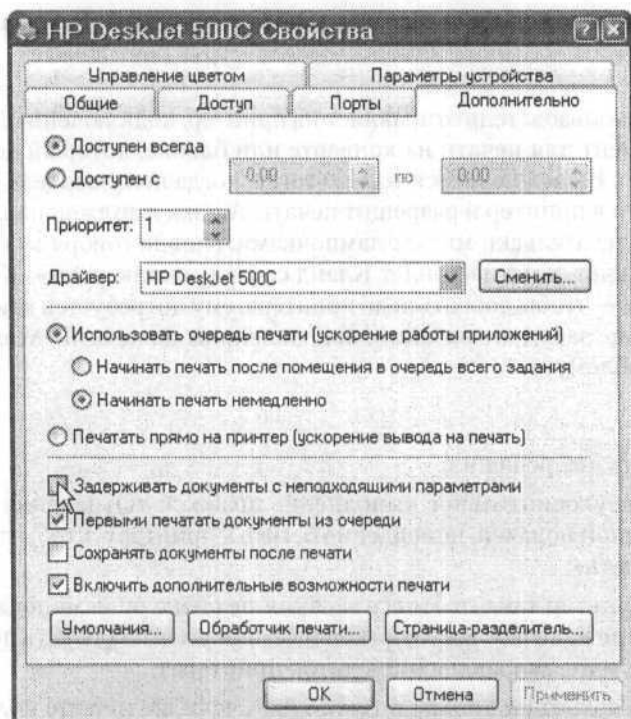 HP DeskJet 500C Свойства
Управление цветом Параметры устройства
Общие Доступ Порты Дополнительно
Доступен всегда
Доступен с 0:00 по 0:00
Приоритет: 1
Драйвер: HP DeskJet 500C Сменить...
Использовать очередь печати (ускорение работы приложений)
Начинать печать после помещения в очередь всего задания
Начинать печать немедленно
Печатать прямо на принтер (ускорение вывода на печать)
Задерживать документы с неподходящими параметрами
Первыми печатать документы из очереди
Сохранять документы после печати
Включить дополнительные возможности печати
Умолчания... Обработчик печати... Страница-разделитель...
OK Отмена Применить